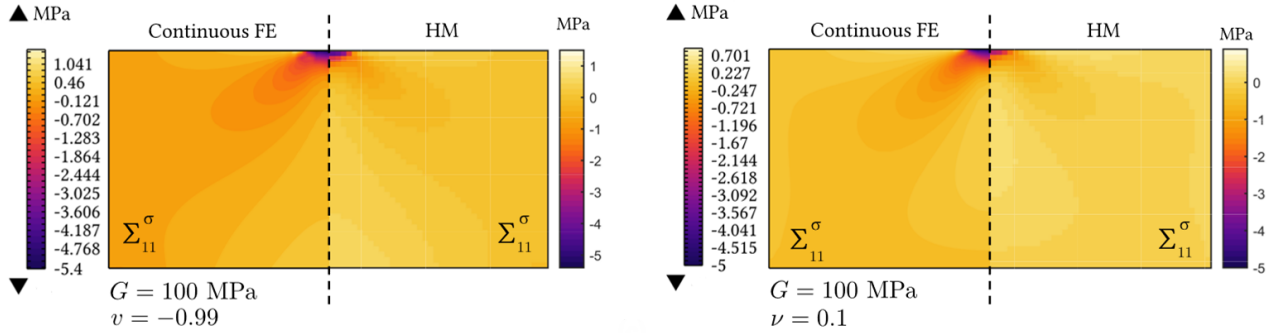 ▲ MPa
Continuous FE
HM
MPa
1.041
0.46
-0.121
-0.702
-1.283
-1.864
-2.444
-3.025
-3.606
-4.187
-4.768
-5.4
▼
1
0
-1
-2
-3
-4
-5
Σ₁₁^σ
Σ₁₁^σ
G = 100 MPa
v = −0.99
▲ MPa
Continuous FE
HM
MPa
0.701
0.227
-0.247
-0.721
-1.196
-1.67
-2.144
-2.618
-3.092
-3.567
-4.041
-4.515
-5
▼
0
-1
-2
-3
-4
-5
Σ₁₁^σ
Σ₁₁^σ
G = 100 MPa
ν = 0.1